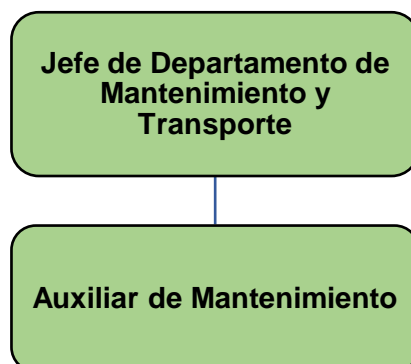 Jefe de Departamento de
Mantenimiento y
Transporte
Auxiliar de Mantenimiento